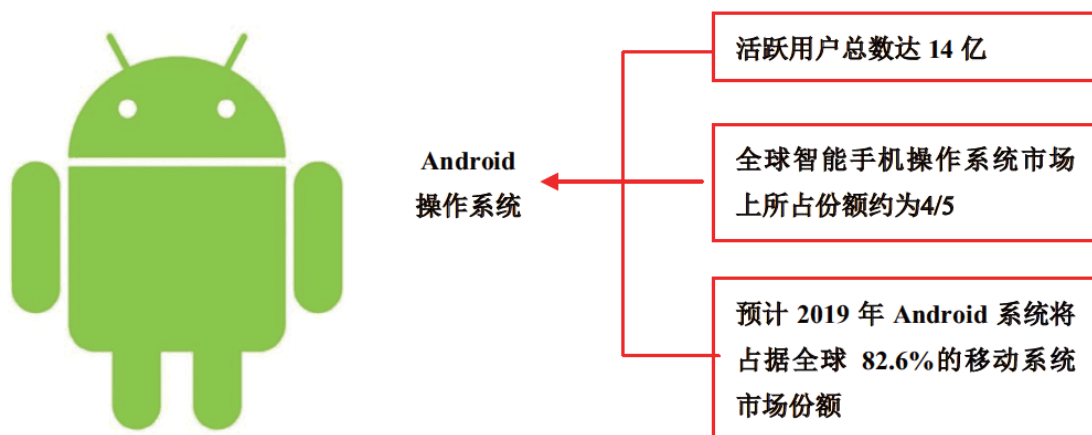 Android
操作系统
活跃用户总数达 14 亿
全球智能手机操作系统市场
上所占份额约为4/5
预计 2019 年 Android 系统将
占据全球 82.6%的移动系统
市场份额